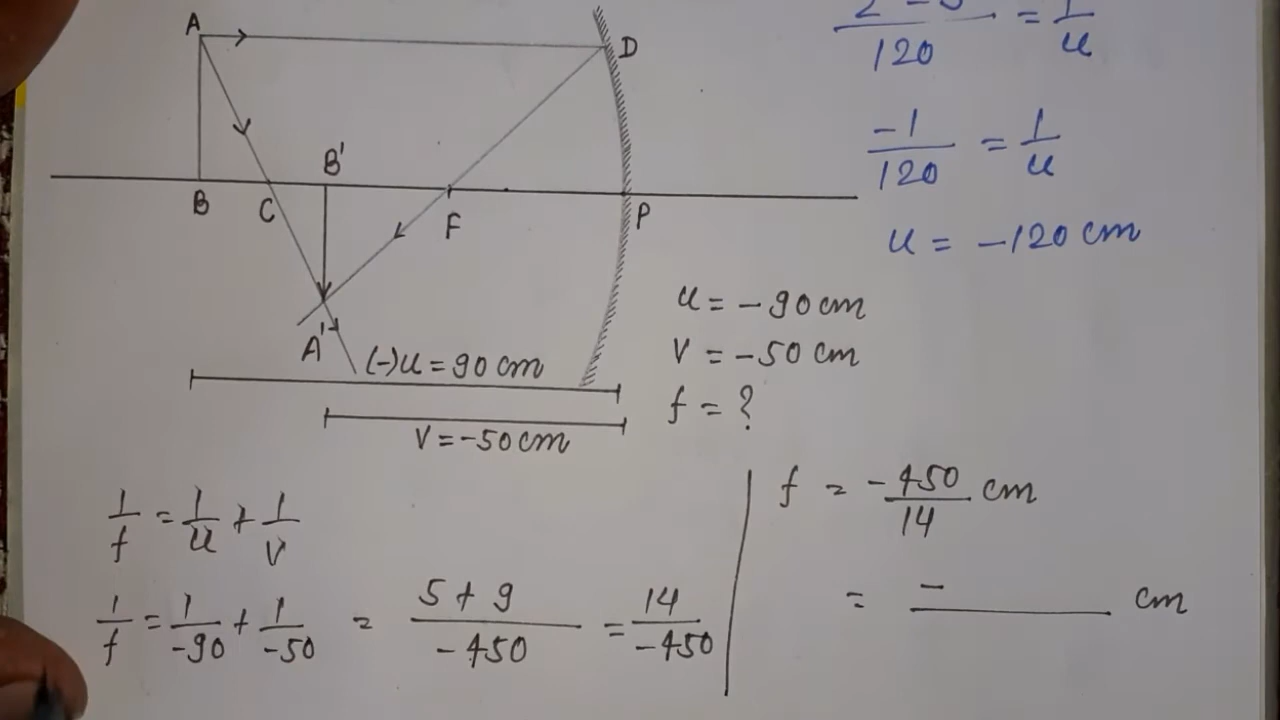 A
D
B'
B
C
F
P
A'
(-)u = 90 cm
V = -50 cm
120 = 1/u
-1/120 = 1/u
u = -120 cm
u = -90 cm
V = -50 cm
f = ?
1/f = 1/u + 1/v
1/f = 1/-90 + 1/-50 = 5 + 9/-450 = 14/-450
f = -450/14 cm
= - cm